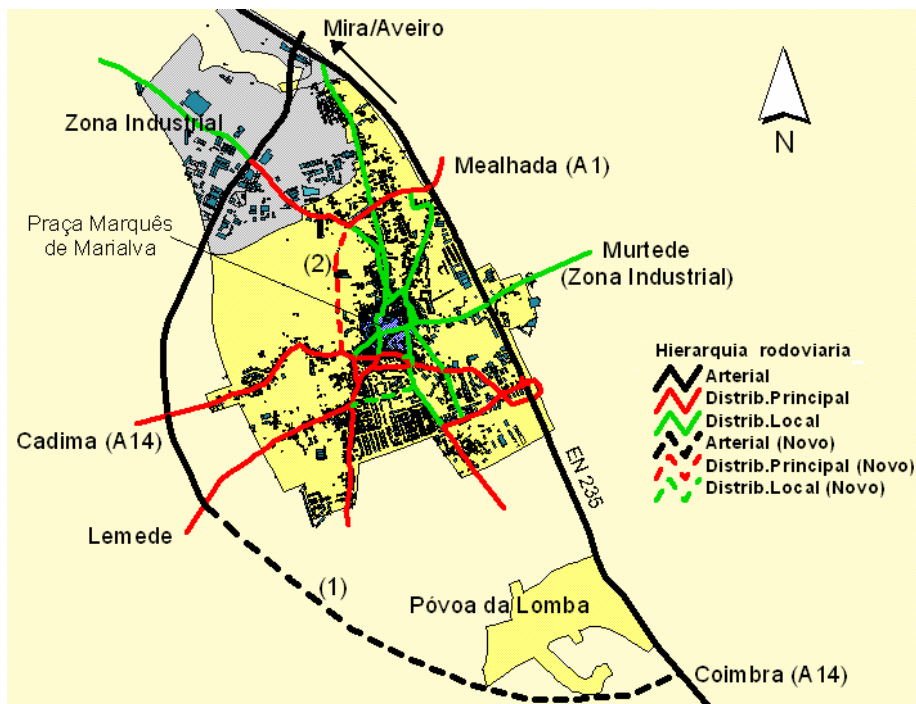 Mira/Aveiro
N
Zona Industrial
Mealhada (A1)
Praça Marquês
de Marialva
(2)
Murtede
(Zona Industrial)
Hierarquia rodoviaria
Arterial
Distrib.Principal
Distrib.Local
Arterial (Novo)
Distrib.Principal (Novo)
Distrib.Local (Novo)
Cadima (A14)
EN 235
Lemede
(1)
Póvoa da Lomba
Coimbra (A14)